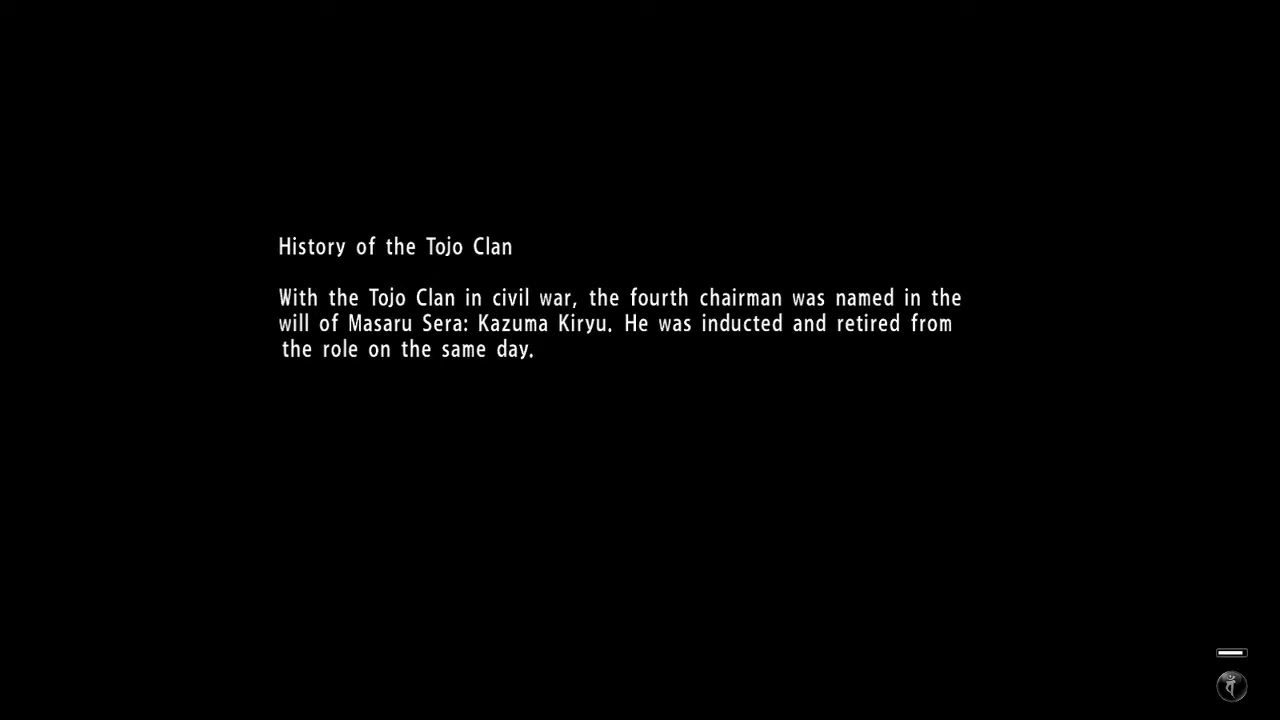 History of the Tojo Clan
With the Tojo Clan in civil war, the fourth chairman was named in the
will of Masaru Sera: Kazuma Kiryu. He was inducted and retired from
the role on the same day.